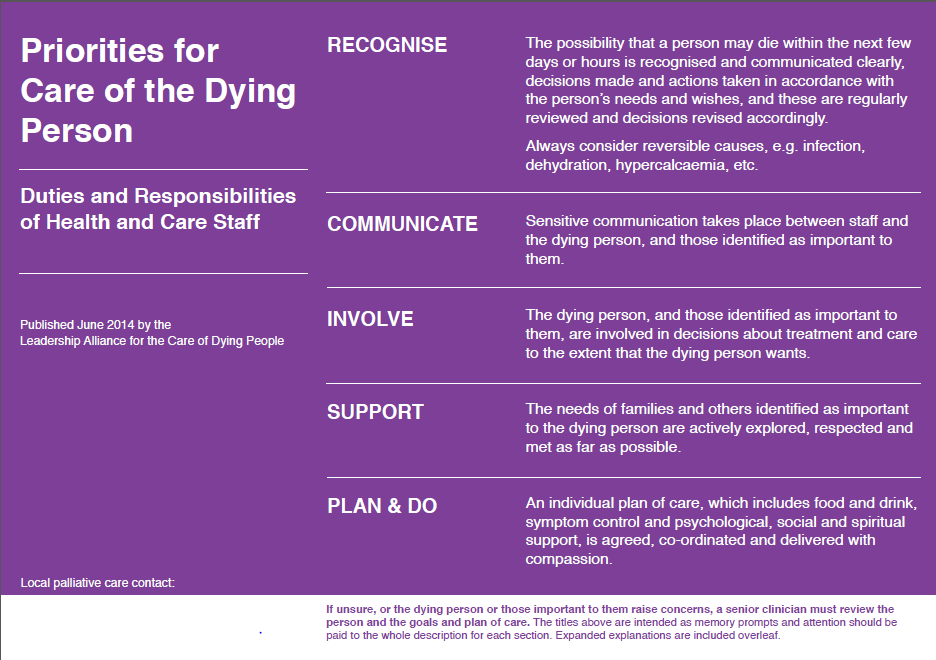 Priorities for
Care of the Dying
Person
Duties and Responsibilities
of Health and Care Staff
Published June 2014 by the
Leadership Alliance for the Care of Dying People
Local palliative care contact:
RECOGNISE
The possibility that a person may die within the next few
days or hours is recognised and communicated clearly,
decisions made and actions taken in accordance with
the person’s needs and wishes, and these are regularly
reviewed and decisions revised accordingly.
Always consider reversible causes, e.g. infection,
dehydration, hypercalcaemia, etc.
COMMUNICATE
Sensitive communication takes place between staff and
the dying person, and those identified as important to
them.
INVOLVE
The dying person, and those identified as important to
them, are involved in decisions about treatment and care
to the extent that the dying person wants.
SUPPORT
The needs of families and others identified as important
to the dying person are actively explored, respected and
met as far as possible.
PLAN & DO
An individual plan of care, which includes food and drink,
symptom control and psychological, social and spiritual
support, is agreed, co-ordinated and delivered with
compassion.
If unsure, or the dying person or those important to them raise concerns, a senior clinician must review the
person and the goals and plan of care. The titles above are intended as memory prompts and attention should be
paid to the whole description for each section. Expanded explanations are included overleaf.